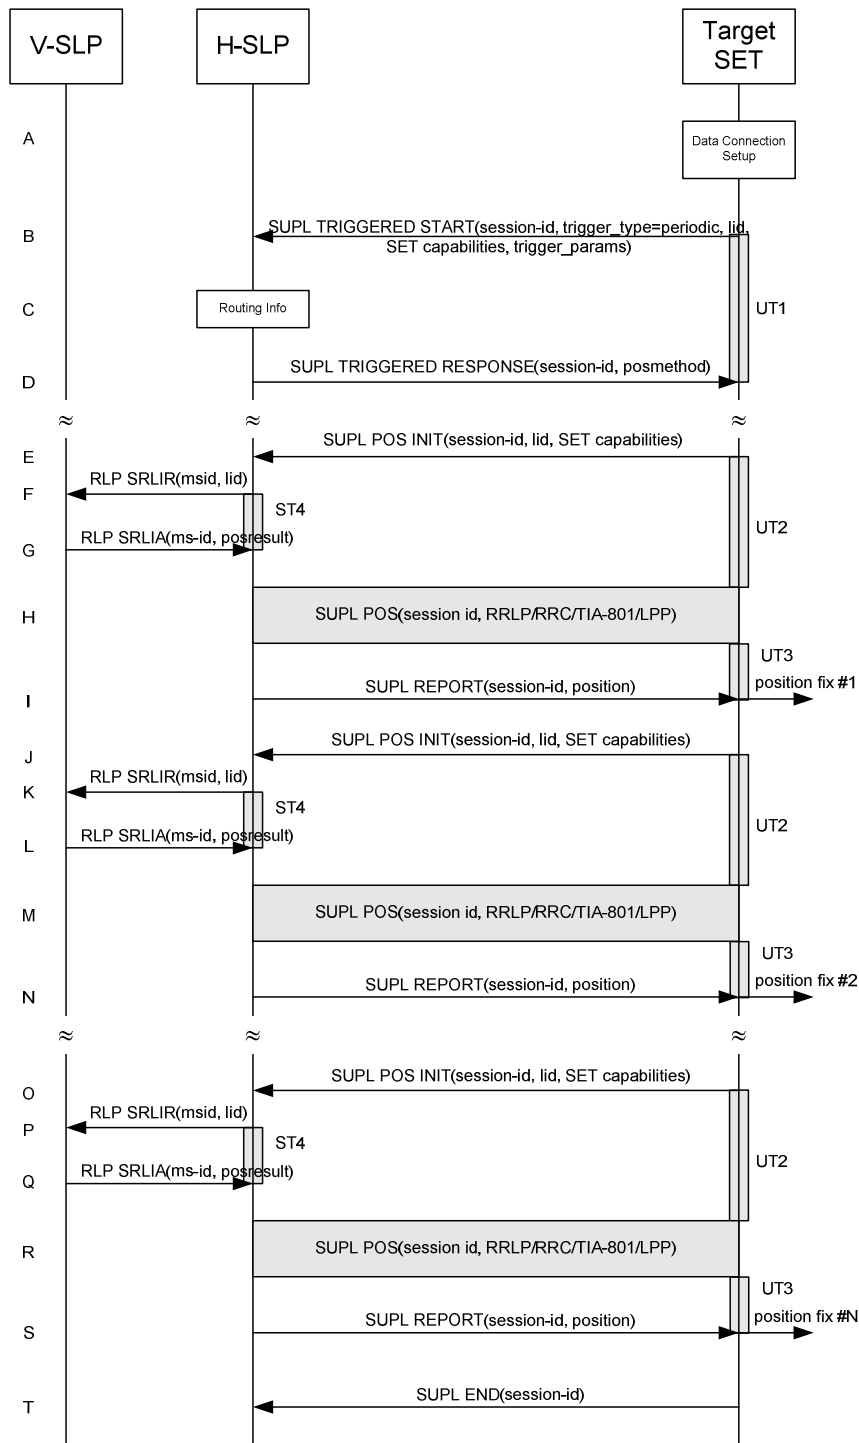 V-SLP
H-SLP
Target
SET
A
Data Connection
Setup
B
SUPL TRIGGERED START(session-id, trigger_type=periodic, lid,
SET capabilities, trigger_params)
C
Routing Info
UT1
D
SUPL TRIGGERED RESPONSE(session-id, posmethod)
≈ ≈ ≈
E
SUPL POS INIT(session-id, lid, SET capabilities)
F
RLP SRLIR(msid, lid)
ST4
UT2
G
RLP SRLIA(ms-id, posresult)
H
SUPL POS(session id, RRLP/RRC/TIA-801/LPP)
UT3
I
SUPL REPORT(session-id, position)
position fix #1
J
SUPL POS INIT(session-id, lid, SET capabilities)
K
RLP SRLIR(msid, lid)
ST4
UT2
L
RLP SRLIA(ms-id, posresult)
M
SUPL POS(session id, RRLP/RRC/TIA-801/LPP)
UT3
N
SUPL REPORT(session-id, position)
position fix #2
≈ ≈ ≈
O
SUPL POS INIT(session-id, lid, SET capabilities)
P
RLP SRLIR(msid, lid)
ST4
UT2
Q
RLP SRLIA(ms-id, posresult)
R
SUPL POS(session id, RRLP/RRC/TIA-801/LPP)
UT3
S
SUPL REPORT(session-id, position)
position fix #N
T
SUPL END(session-id)